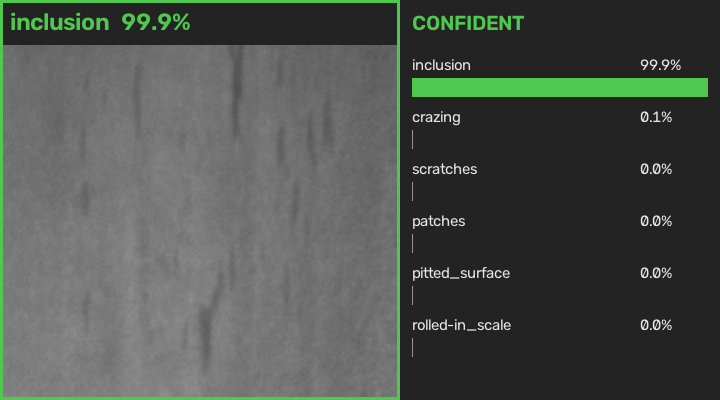 inclusion 99.9%
CONFIDENT
inclusion 99.9%
crazing 0.1%
scratches 0.0%
patches 0.0%
pitted_surface 0.0%
rolled-in_scale 0.0%